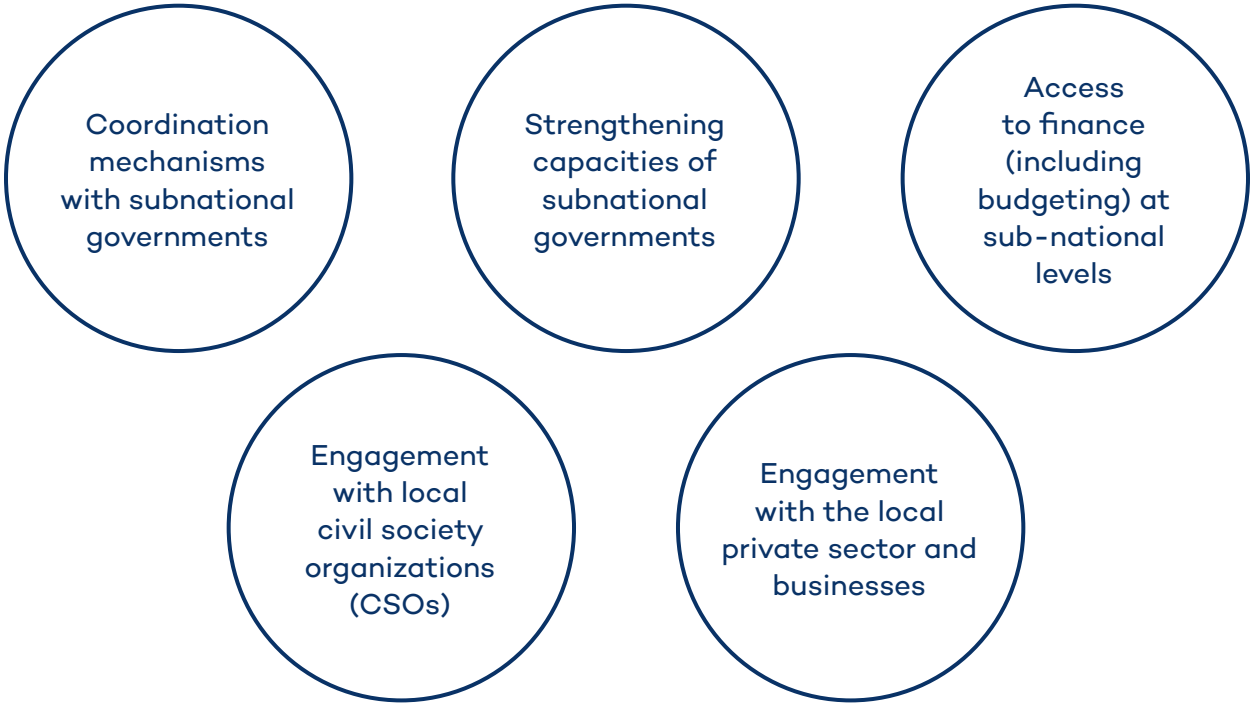 Coordination
mechanisms
with subnational
governments
Strengthening
capacities of
subnational
governments
Access
to finance
(including
budgeting) at
sub-national
levels
Engagement
with local
civil society
organizations
(CSOs)
Engagement
with the local
private sector and
businesses